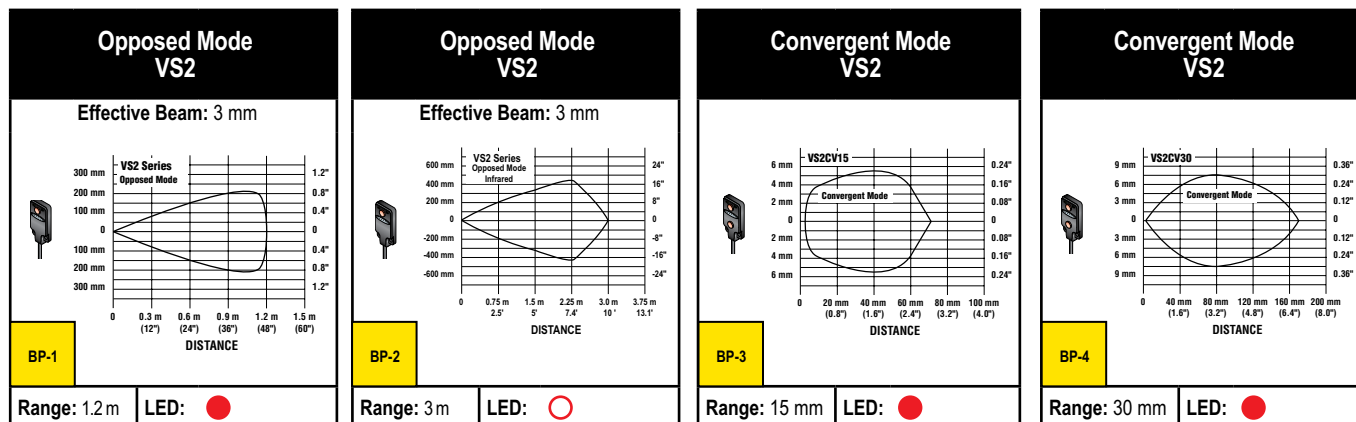 Opposed Mode
VS2
Effective Beam: 3 mm
VS2 Series
Opposed Mode
300 mm
200 mm
100 mm
0
100 mm
200 mm
300 mm
1.2"
0.8"
0.4"
0
0.4"
0.8"
1.2"
0 0.3 m 0.6 m 0.9 m 1.2 m 1.5 m
(12") (24") (36") (48") (60")
DISTANCE
BP-1
Range: 1.2 m LED:
Opposed Mode
VS2
Effective Beam: 3 mm
VS2 Series
Opposed Mode
Infrared
600 mm
400 mm
200 mm
0
-200 mm
-400 mm
-600 mm
24"
16"
8"
0
-8"
-16"
-24"
0 0.75 m 1.5 m 2.25 m 3.0 m 3.75 m
2.5' 5' 7.4' 10 ' 13.1'
DISTANCE
BP-2
Range: 3 m LED:
Convergent Mode
VS2
VS2CV15
Convergent Mode
6 mm
4 mm
2 mm
0
2 mm
4 mm
6 mm
0.24"
0.16"
0.08"
0
0.08"
0.16"
0.24"
0 20 mm 40 mm 60 mm 80 mm 100 mm
(0.8") (1.6") (2.4") (3.2") (4.0")
DISTANCE
BP-3
Range: 15 mm LED:
Convergent Mode
VS2
VS2CV30
Convergent Mode
9 mm
6 mm
3 mm
0
3 mm
6 mm
9 mm
0.36"
0.24"
0.12"
0
0.12"
0.24"
0.36"
0 40 mm 80 mm 120 mm 160 mm 200 mm
(1.6") (3.2") (4.8") (6.4") (8.0")
DISTANCE
BP-4
Range: 30 mm LED: